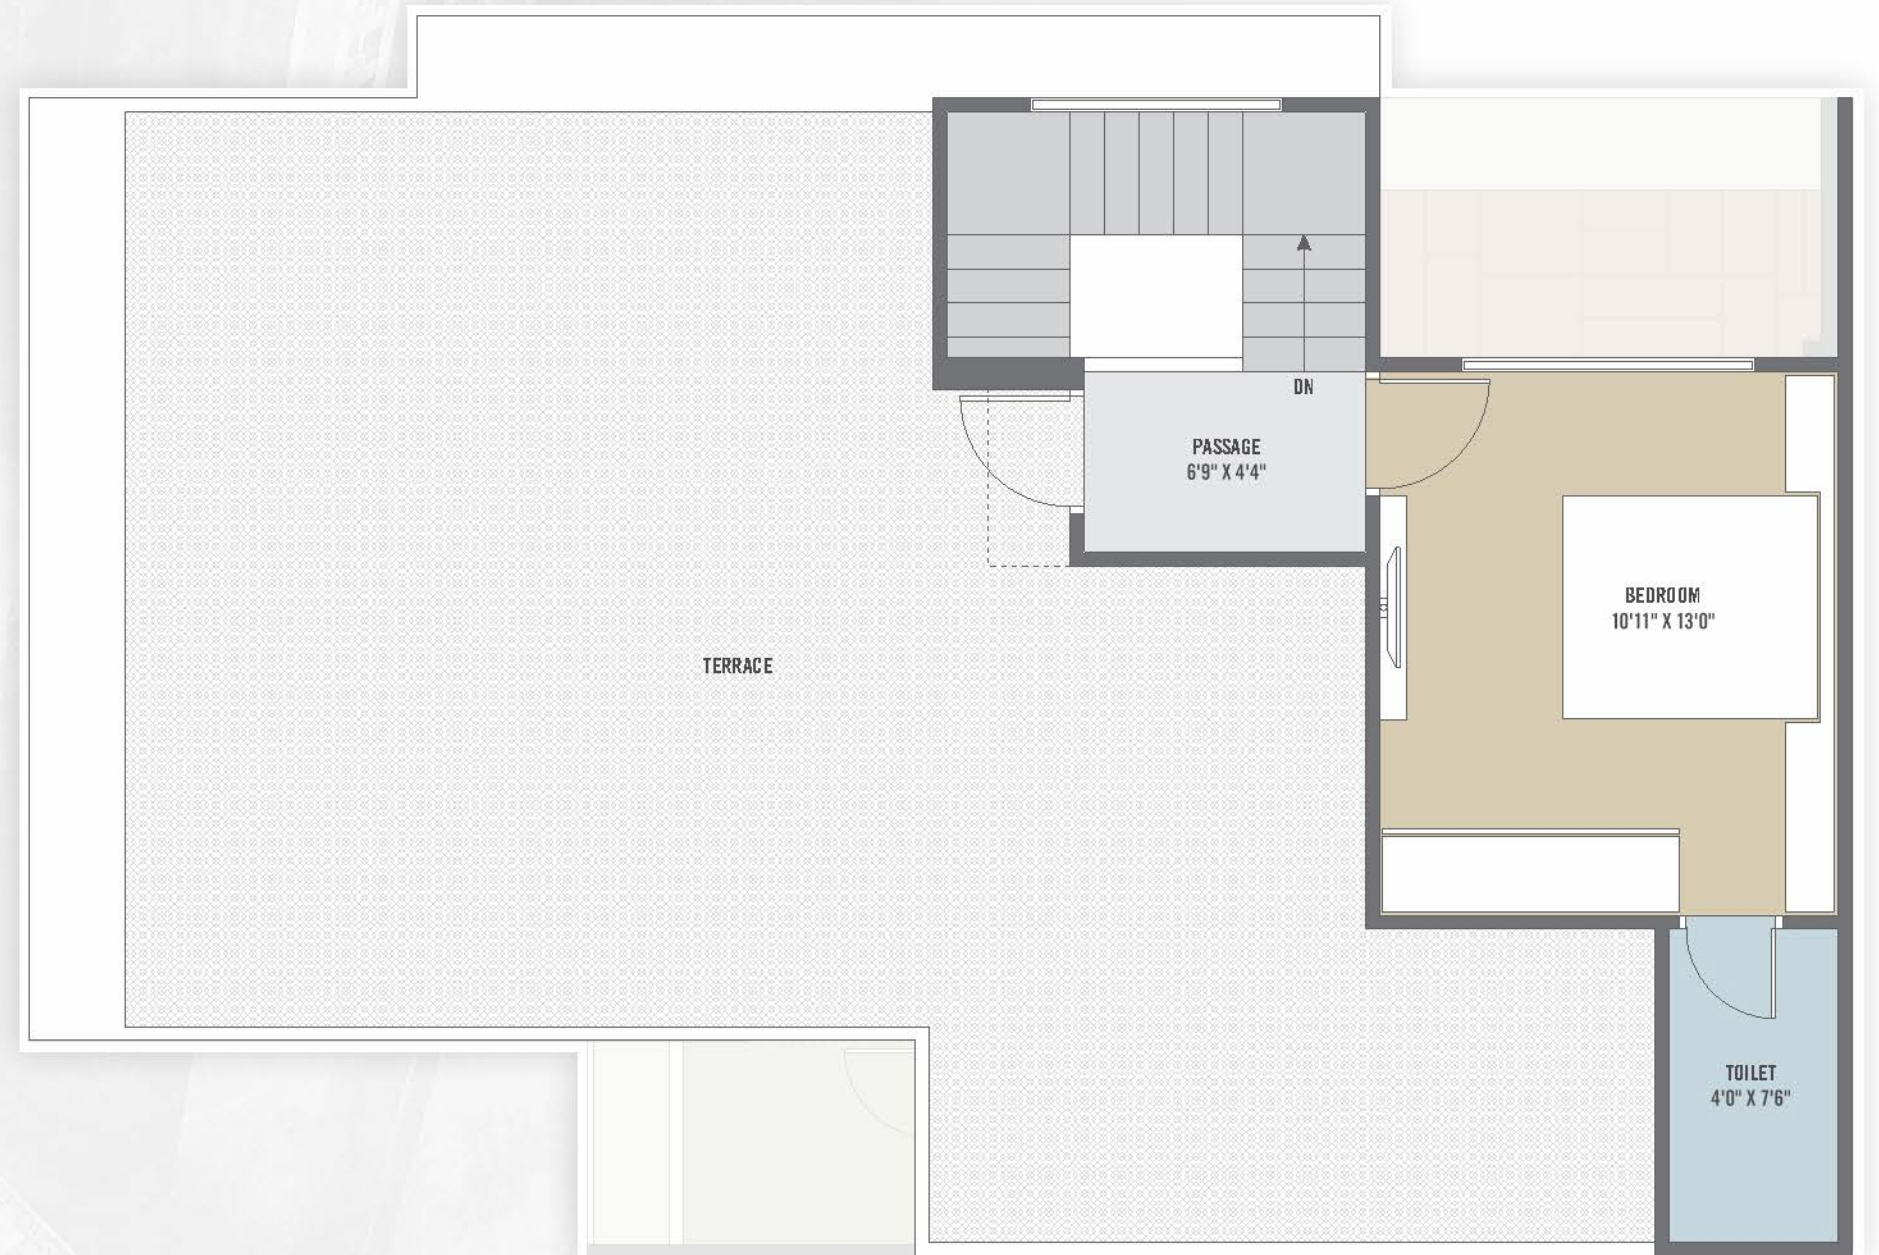 DN
PASSAGE
6'9" X 4'4"
BEDROOM
10'11" X 13'0"
TERRACE
TOILET
4'0" X 7'6"